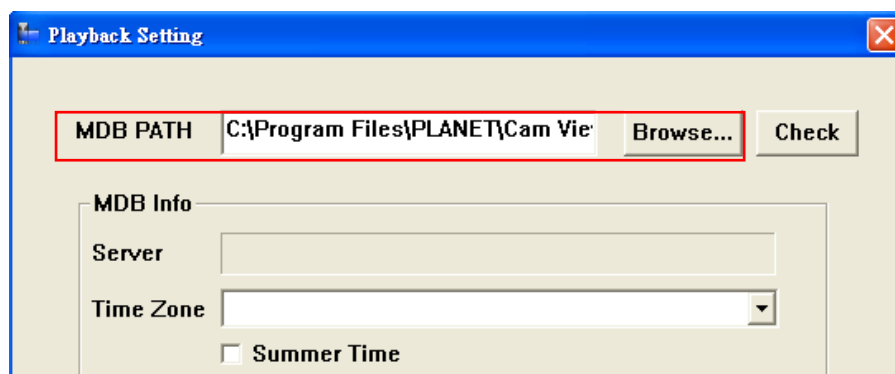 Playback Setting
MDB PATH C:\Program Files\PLANET\Cam Vie Browse... Check
MDB Info
Server
Time Zone
Summer Time